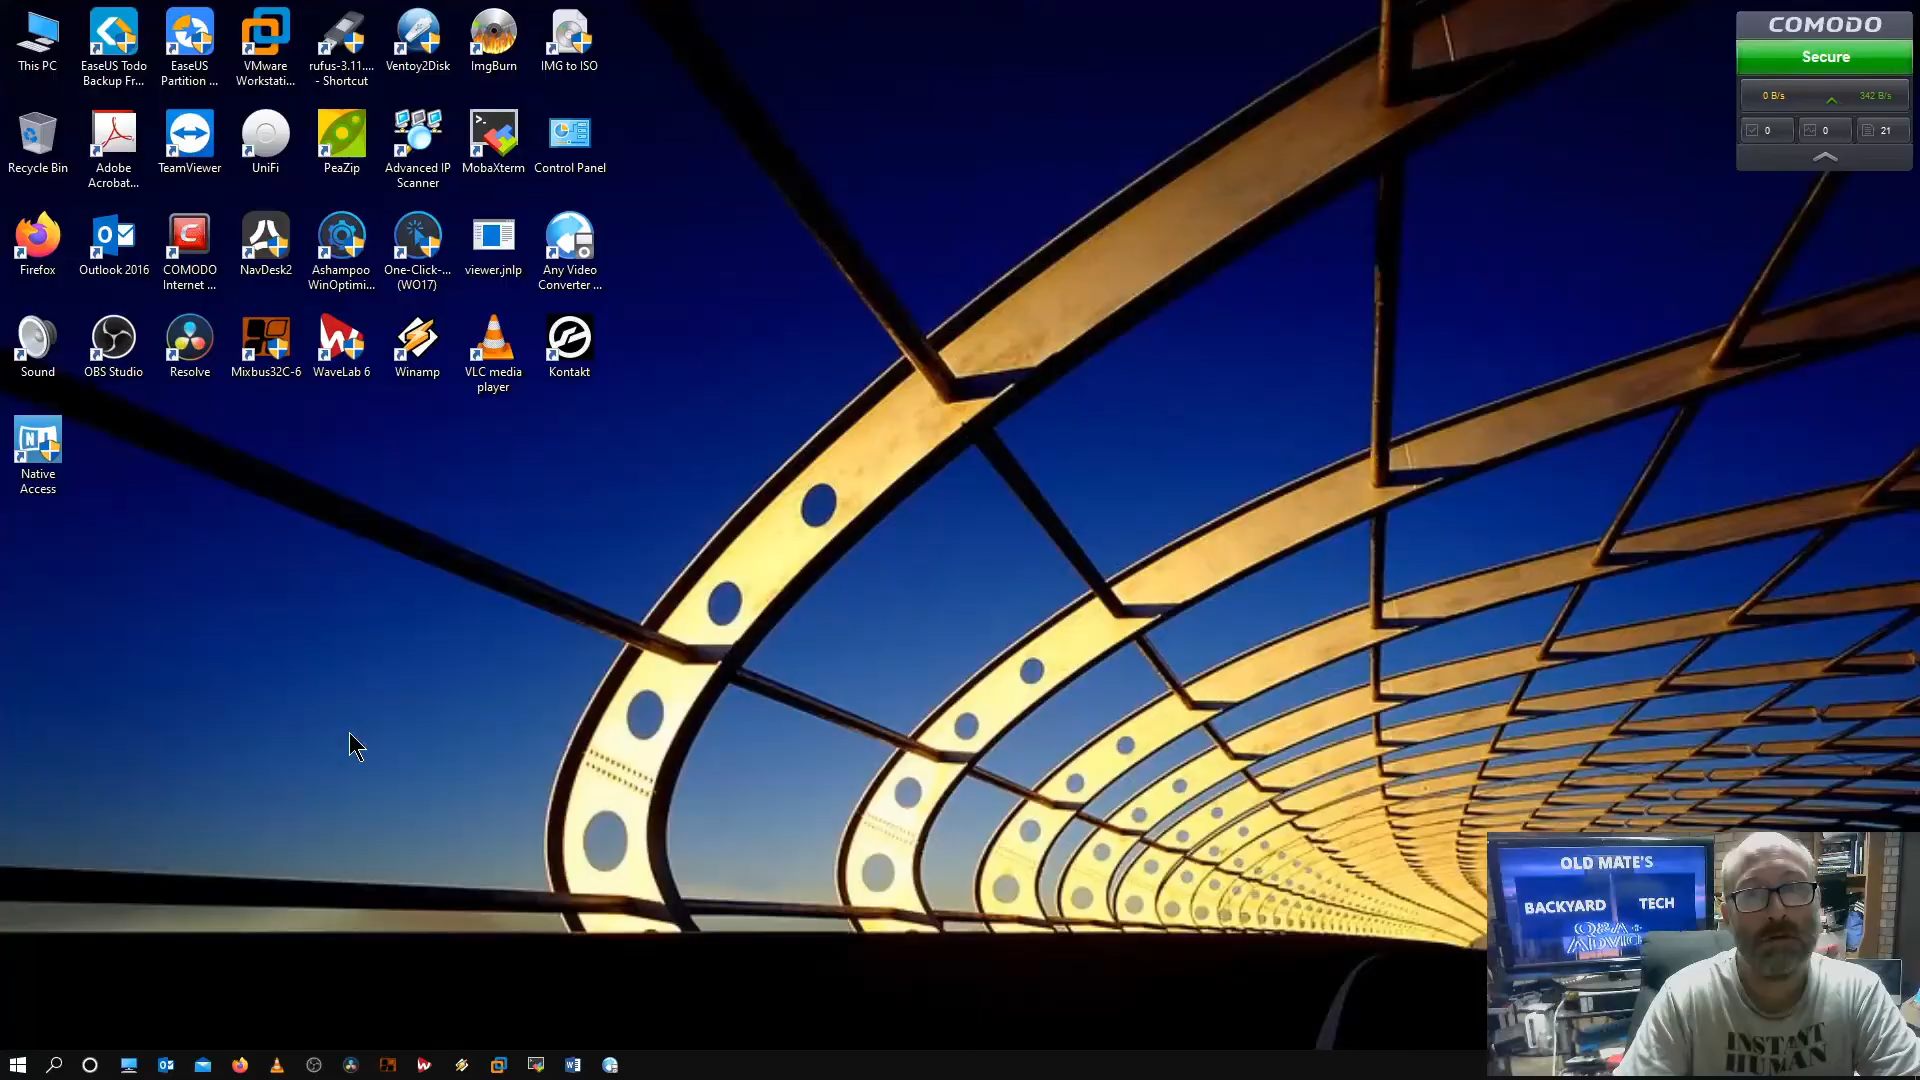 This PC
EaseUS Todo
Backup Fr...
EaseUS
Partition ...
VMware
Workstati...
rufus-3.11....
- Shortcut
Ventoy2Disk
ImgBurn
IMG to ISO
Recycle Bin
Adobe
Acrobat...
TeamViewer
UniFi
PeaZip
Advanced IP
Scanner
MobaXterm
Control Panel
Firefox
Outlook 2016
COMODO
Internet ...
NavDesk2
Ashampoo
WinOptimi...
One-Click-...
(WO17)
viewer.jnlp
Any Video
Converter ...
Sound
OBS Studio
Resolve
Mixbus32C-6
WaveLab 6
Winamp
VLC media
player
Kontakt
Native
Access
COMODO
Secure
0 B/s
342 B/s
0
0
21
OLD MATE'S
BACKYARD TECH
Q&A +
ADVICE
INSTANT
HUMAN